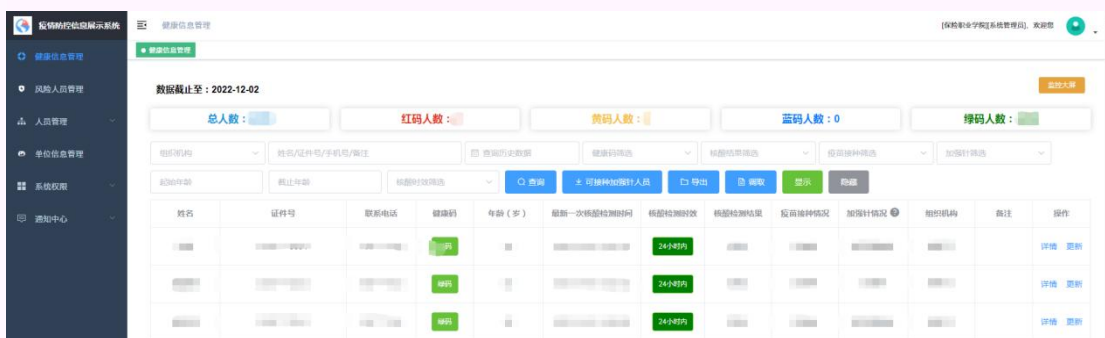 疫情防控信息展示系统
健康信息管理
[保险职业学院][系统管理员]，欢迎您
健康信息管理
风险人员管理
人员管理
单位信息管理
系统权限
通知中心
健康信息管理
数据截止至：2022-12-02
监控大屏
总人数：
红码人数：
黄码人数：
蓝码人数：0
绿码人数：
组织机构
姓名/证件号/手机号/备注
查询历史数据
健康码筛选
核酸结果筛选
疫苗接种筛选
加强针筛选
起始年龄
截止年龄
核酸时效筛选
查询
可接种加强针人员
导出
调取
显示
隐藏
姓名 证件号 联系电话 健康码 年龄（岁） 最新一次核酸检测时间 核酸检测时效 核酸检测结果 疫苗接种情况 加强针情况 组织机构 备注 操作
码 24小时内 详情 更新
绿码 24小时内 详情 更新
绿码 24小时内 详情 更新